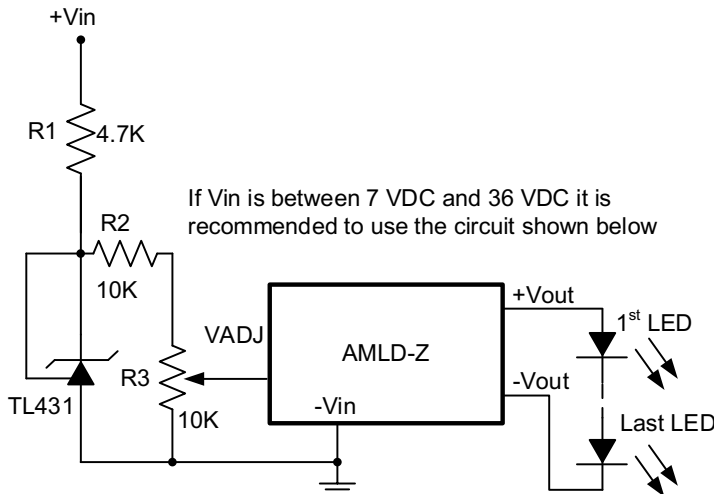 +Vin
R1
4.7K
If Vin is between 7 VDC and 36 VDC it is
recommended to use the circuit shown below
R2
10K
+Vout
1st LED
VADJ
AMLD-Z
-Vout
R3
TL431
10K
-Vin
Last LED